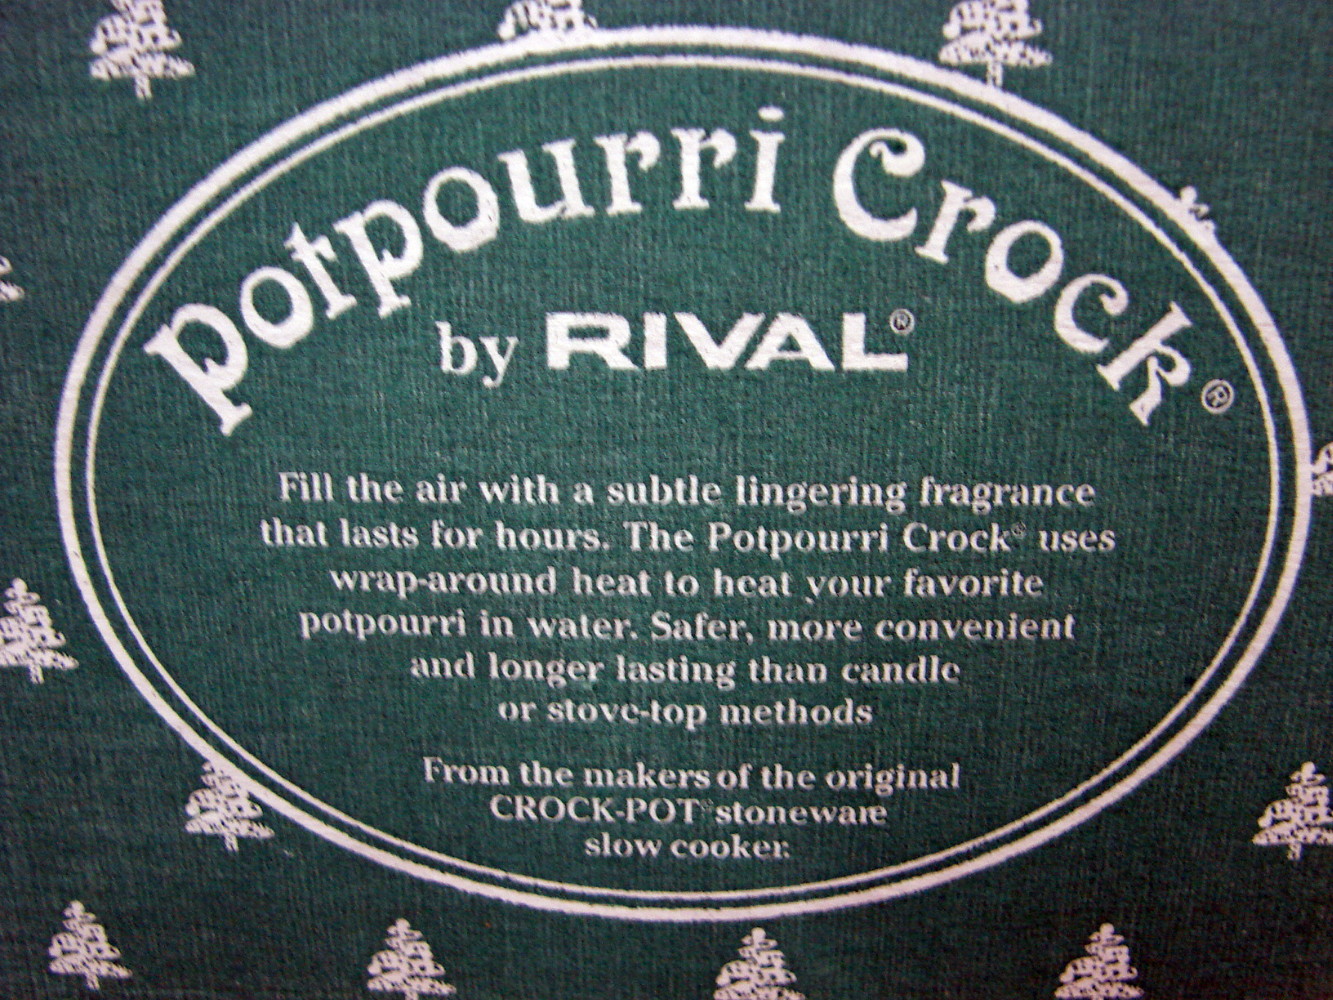 Potpourri Crock®
by RIVAL®
Fill the air with a subtle lingering fragrance
that lasts for hours. The Potpourri Crock® uses
wrap-around heat to heat your favorite
potpourri in water. Safer, more convenient
and longer lasting than candle
or stove-top methods
From the makers of the original
CROCK-POT® stoneware
slow cooker.